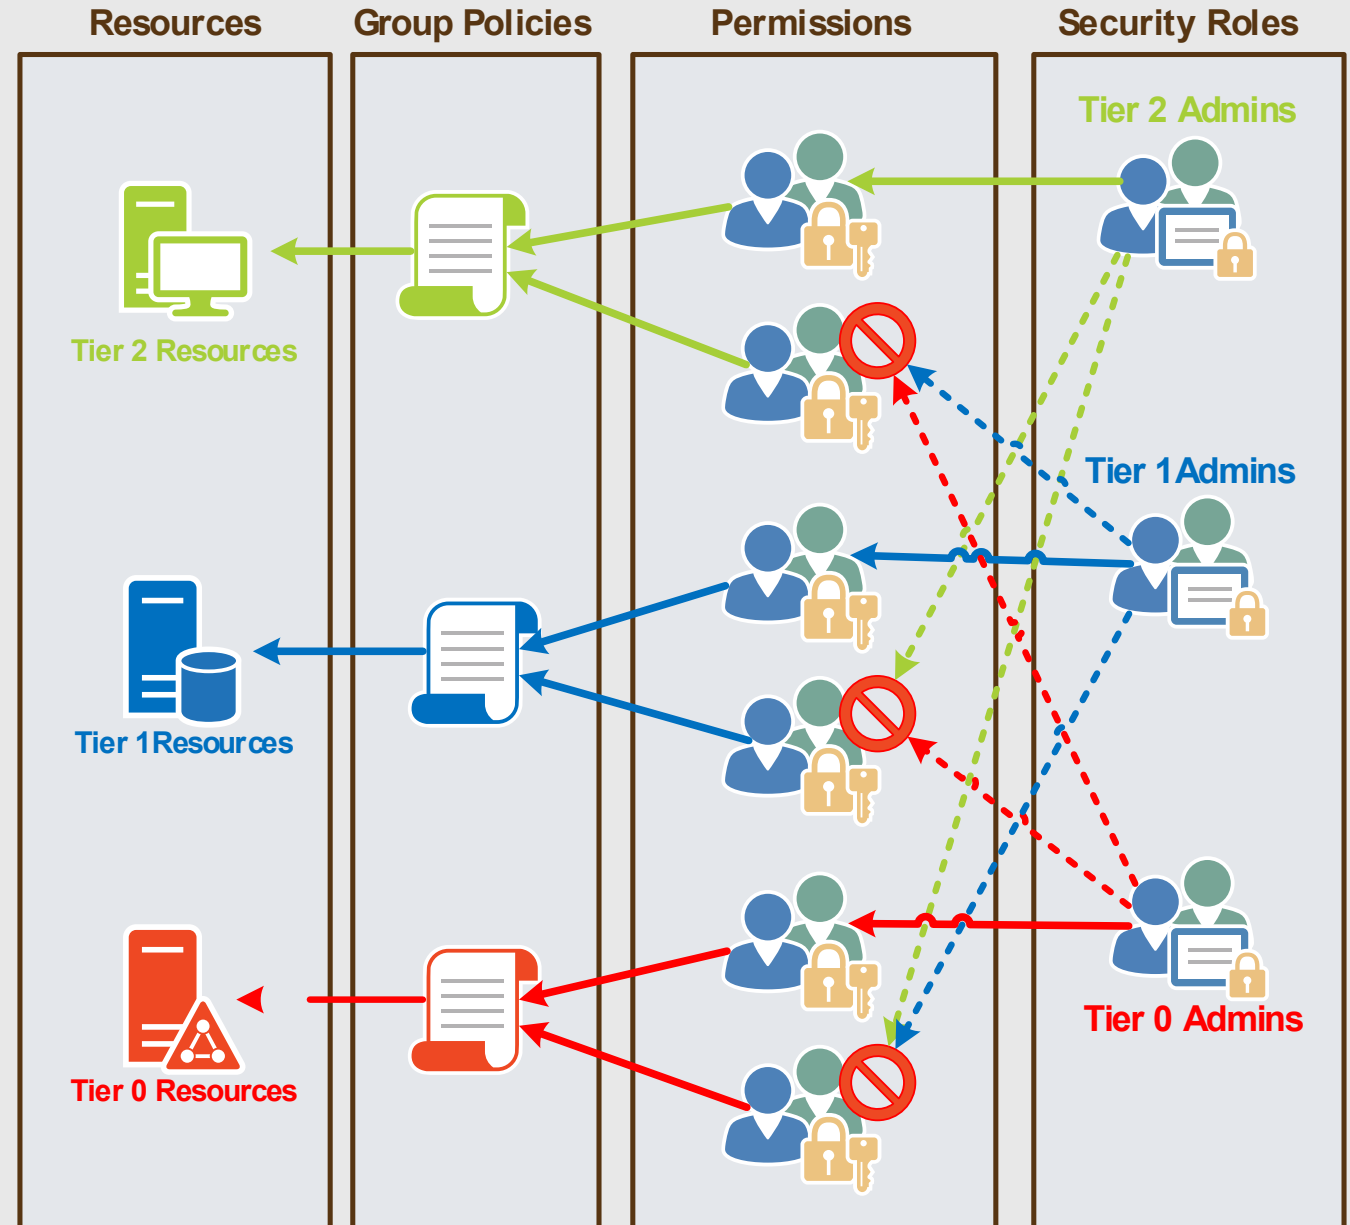 Resources
Group Policies
Permissions
Security Roles
Tier 2 Admins
Tier 2 Resources
Tier 1Admins
Tier 1Resources
Tier 0 Admins
Tier 0 Resources